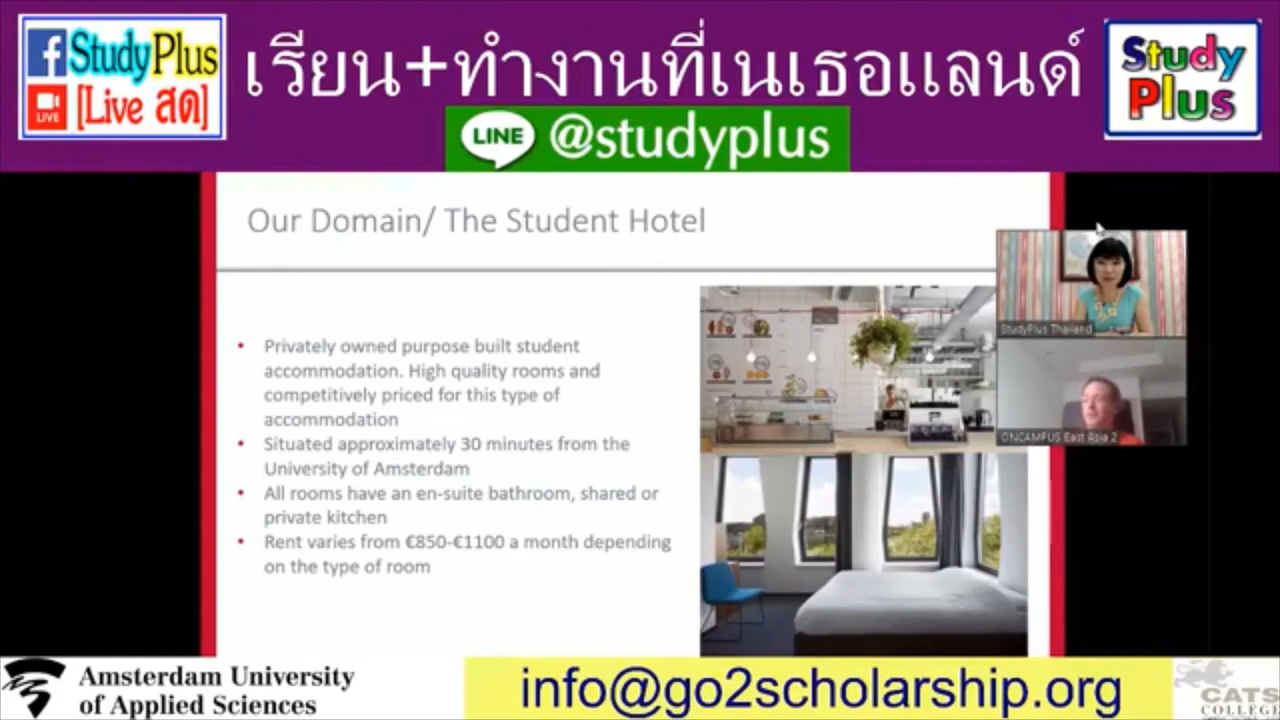 StudyPlus
LIVE
[Live สด]
เรียน+ทำงานที่เนเธอแลนด์
Study
Plus
LINE
@studyplus
Our Domain/ The Student Hotel
• Privately owned purpose built student
accommodation. High quality rooms and
competitively priced for this type of
accommodation
• Situated approximately 30 minutes from the
University of Amsterdam
• All rooms have an en-suite bathroom, shared or
private kitchen
• Rent varies from €850-€1100 a month depending
on the type of room
StudyPlus Thailand
ONCAMPUS East Asia 2
Amsterdam University
of Applied Sciences
info@go2scholarship.org
CATS
COLLEGE